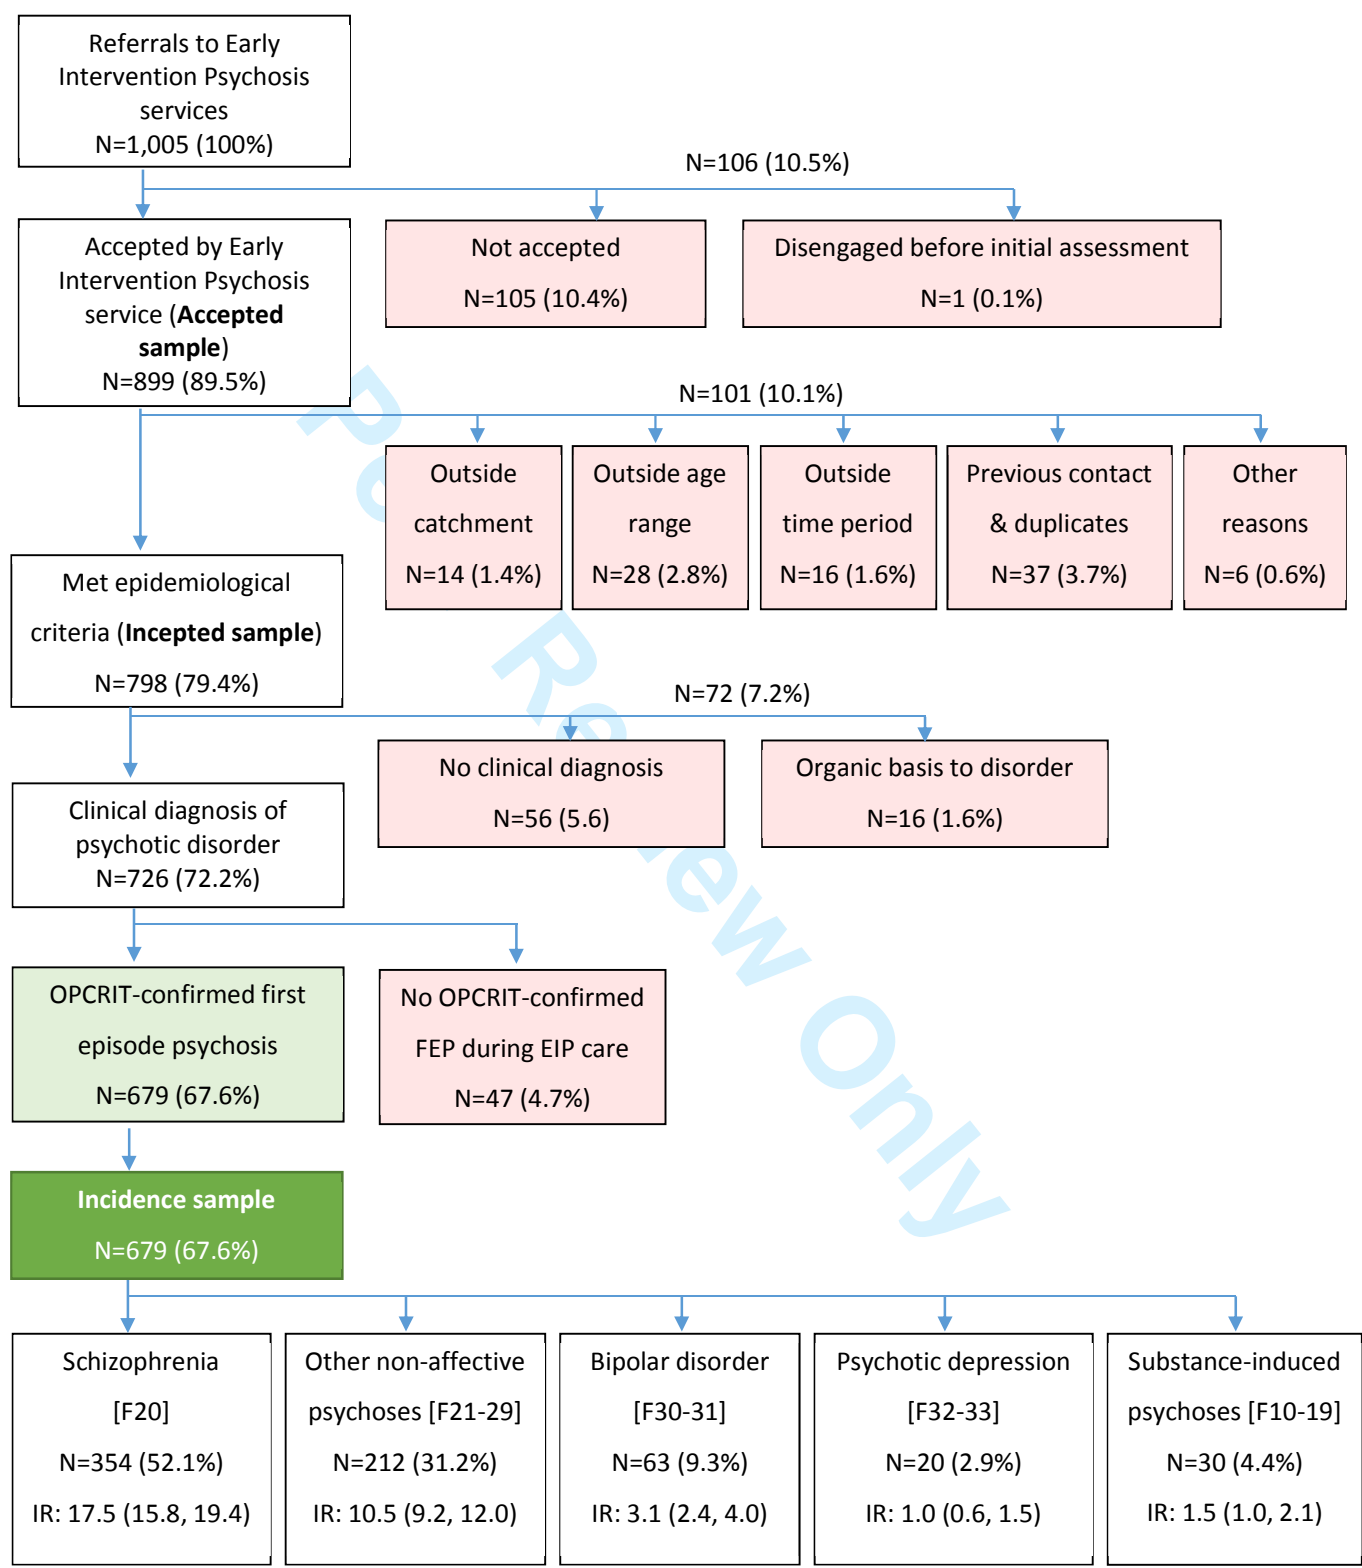 Referrals to Early
Intervention Psychosis
services
N=1,005 (100%)
N=106 (10.5%)
Accepted by Early
Intervention Psychosis
service (Accepted
sample)
N=899 (89.5%)
Not accepted
N=105 (10.4%)
Disengaged before initial assessment
N=1 (0.1%)
N=101 (10.1%)
Outside
catchment
N=14 (1.4%)
Outside age
range
N=28 (2.8%)
Outside
time period
N=16 (1.6%)
Previous contact
& duplicates
N=37 (3.7%)
Other
reasons
N=6 (0.6%)
Met epidemiological
criteria (Incepted sample)
N=798 (79.4%)
N=72 (7.2%)
No clinical diagnosis
N=56 (5.6)
Organic basis to disorder
N=16 (1.6%)
Clinical diagnosis of
psychotic disorder
N=726 (72.2%)
OPCRIT-confirmed first
episode psychosis
N=679 (67.6%)
No OPCRIT-confirmed
FEP during EIP care
N=47 (4.7%)
Incidence sample
N=679 (67.6%)
Schizophrenia
[F20]
N=354 (52.1%)
IR: 17.5 (15.8, 19.4)
Other non-affective
psychoses [F21-29]
N=212 (31.2%)
IR: 10.5 (9.2, 12.0)
Bipolar disorder
[F30-31]
N=63 (9.3%)
IR: 3.1 (2.4, 4.0)
Psychotic depression
[F32-33]
N=20 (2.9%)
IR: 1.0 (0.6, 1.5)
Substance-induced
psychoses [F10-19]
N=30 (4.4%)
IR: 1.5 (1.0, 2.1)
Review Only